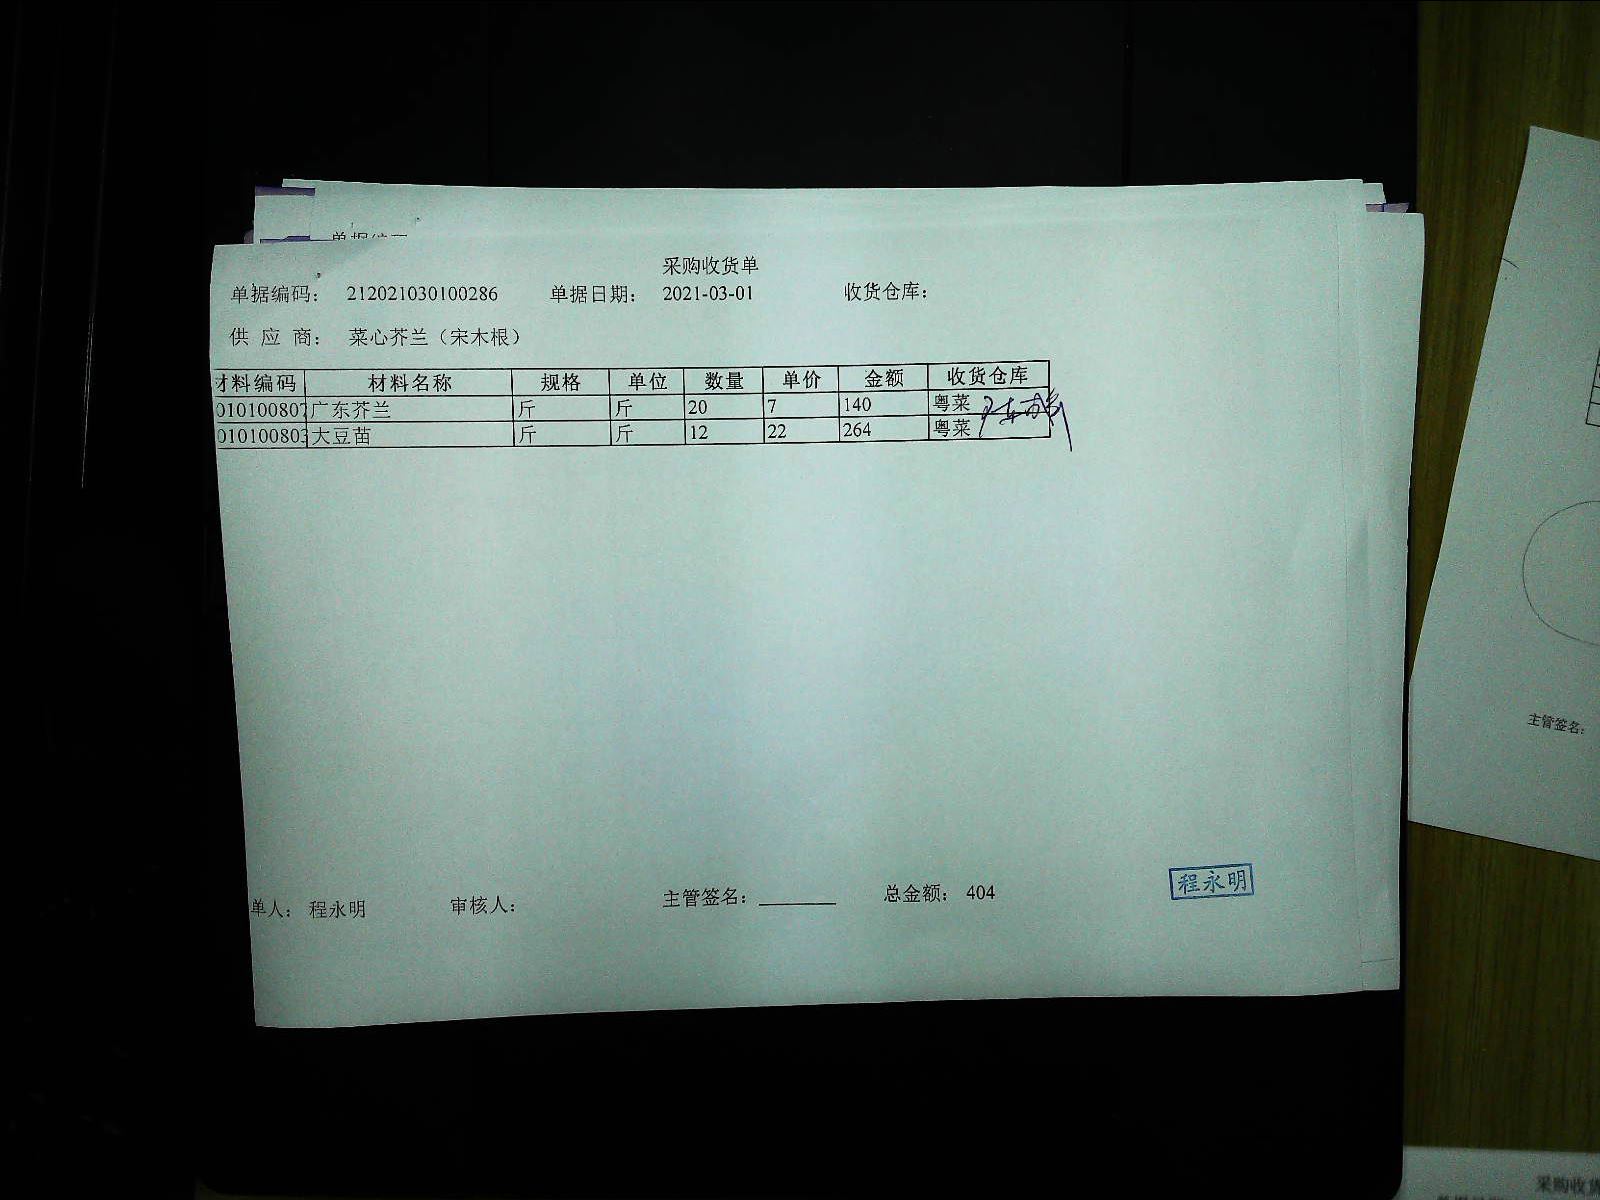 采购收货单
单据编码： 212021030100286 单据日期： 2021-03-01 收货仓库：
供 应 商： 菜心芥兰（宋木根）
材料编码 材料名称 规格 单位 数量 单价 金额 收货仓库
010100807 广东芥兰 斤 斤 20 7 140 粤菜
010100803 大豆苗 斤 斤 12 22 264 粤菜
单人： 程永明 审核人： 主管签名： 总金额： 404
程永明
主管签名：
采购收货